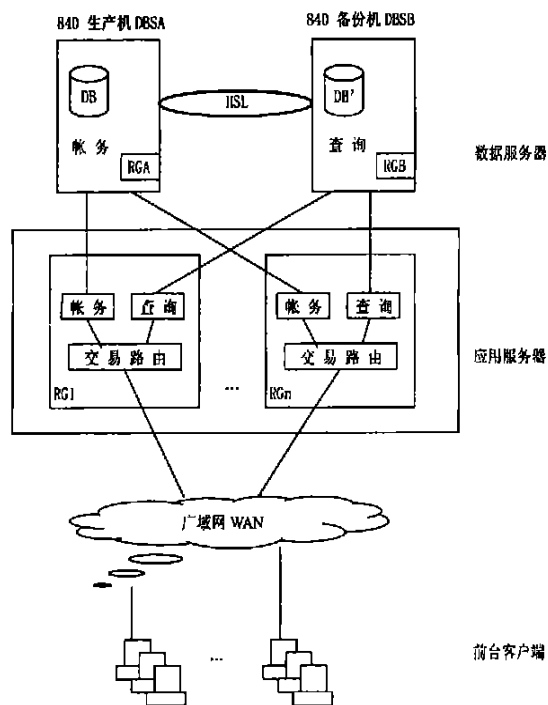 840 生产机 DBSA
840 备份机 DBSB
DB
HSL
DB'
帐务
查询
RGA
RGB
数据服务器
帐务
查询
帐务
查询
交易路由
交易路由
应用服务器
RG1
...
RGn
广域网 WAN
...
前台客户端